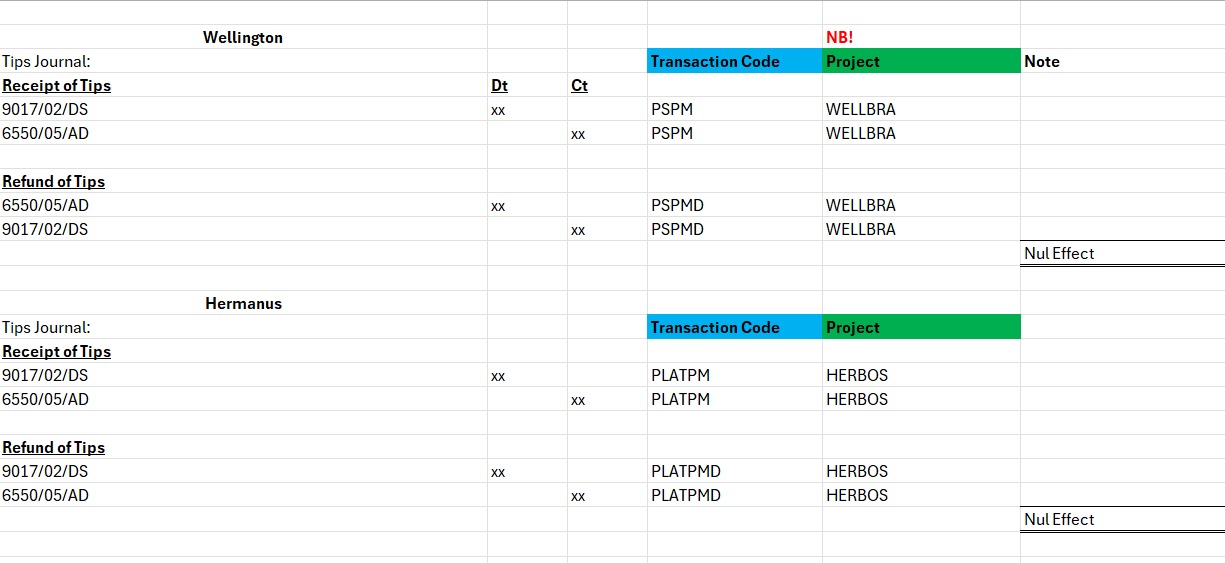 Wellington NB!
Tips Journal: Transaction Code Project Note
Receipt of Tips Dt Ct
9017/02/DS xx PSPM WELLBRA
6550/05/AD xx PSPM WELLBRA
Refund of Tips
6550/05/AD xx PSPMD WELLBRA
9017/02/DS xx PSPMD WELLBRA
Nul Effect
Hermanus
Tips Journal: Transaction Code Project
Receipt of Tips
9017/02/DS xx PLATPM HERBOS
6550/05/AD xx PLATPM HERBOS
Refund of Tips
9017/02/DS xx PLATPMD HERBOS
6550/05/AD xx PLATPMD HERBOS
Nul Effect